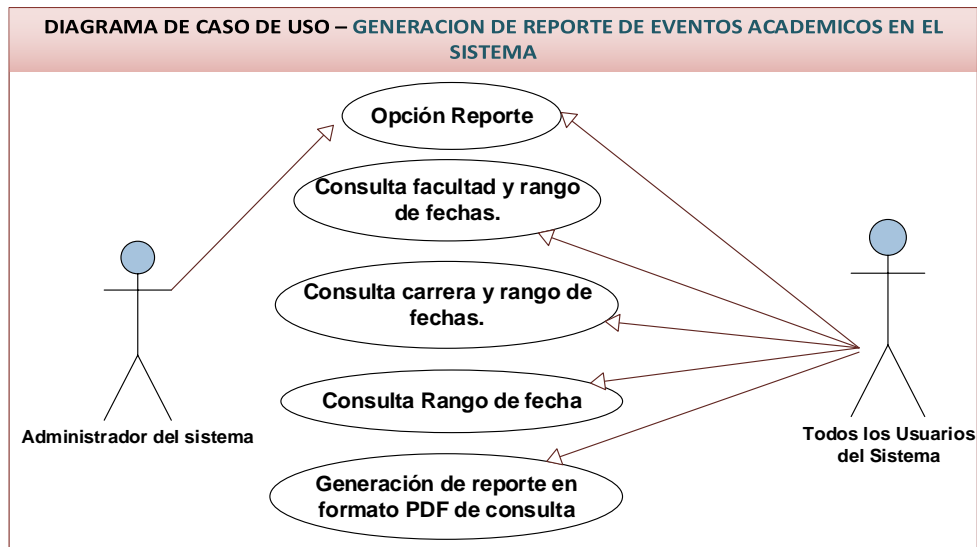 DIAGRAMA DE CASO DE USO – GENERACION DE REPORTE DE EVENTOS ACADEMICOS EN EL
SISTEMA
Opción Reporte
Consulta facultad y rango
de fechas.
Consulta carrera y rango de
fechas.
Consulta Rango de fecha
Administrador del sistema
Todos los Usuarios
del Sistema
Generación de reporte en
formato PDF de consulta